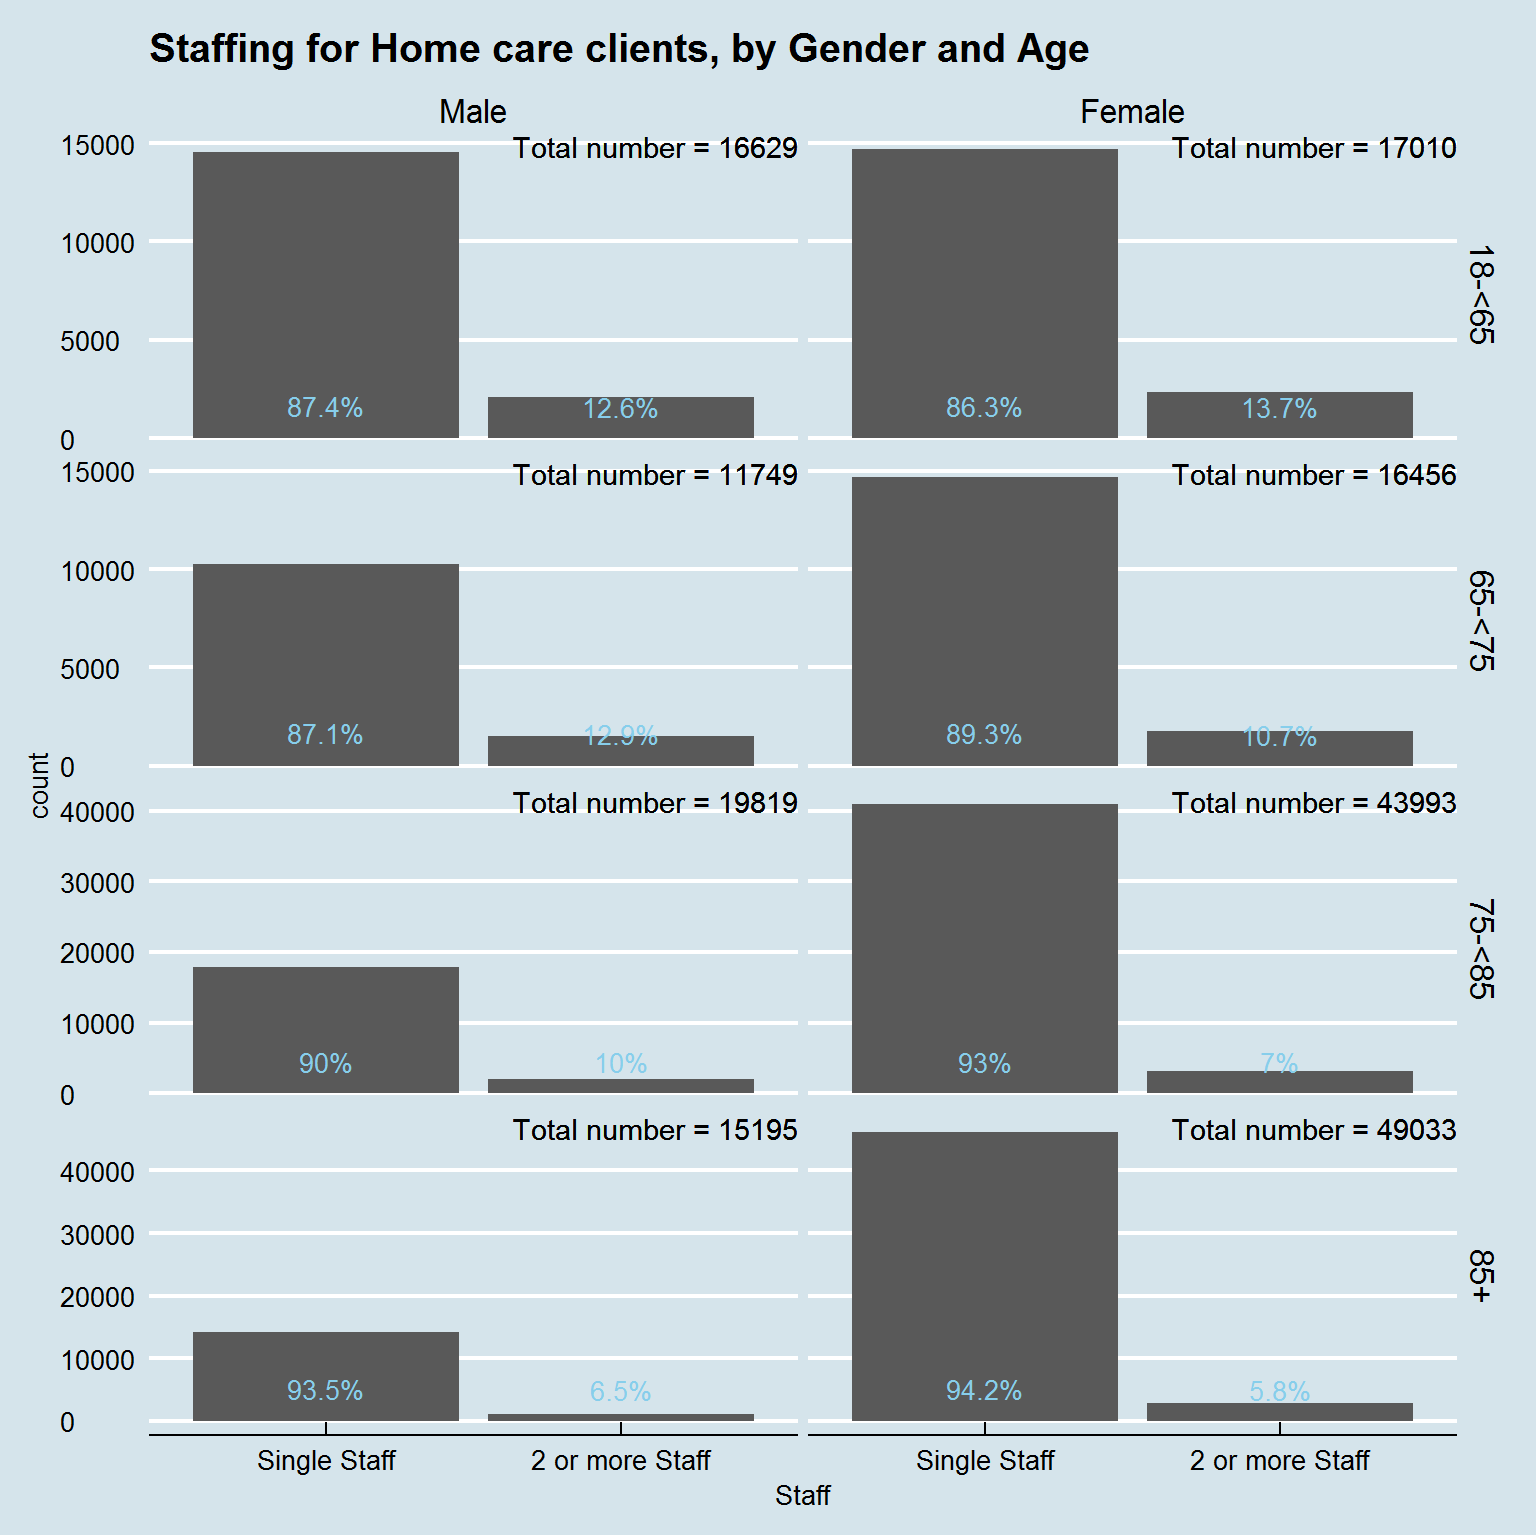 Staffing for Home care clients, by Gender and Age
Male
Female
15000
Total number = 16629
Total number = 17010
10000
5000
0
87.4%
12.6%
86.3%
13.7%
18-<65
15000
Total number = 11749
Total number = 16456
10000
5000
0
87.1%
12.9%
89.3%
10.7%
65-<75
count
40000
Total number = 19819
Total number = 43993
30000
20000
10000
0
90%
10%
93%
7%
75-<85
Total number = 15195
Total number = 49033
40000
30000
20000
10000
0
93.5%
6.5%
94.2%
5.8%
85+
Single Staff
2 or more Staff
Single Staff
2 or more Staff
Staff